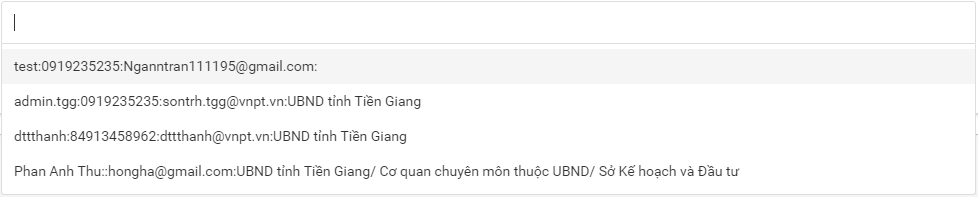 test:0919235235:Nganntran111195@gmail.com:
admin.tgg:0919235235:sontrh.tgg@vnpt.vn:UBND tỉnh Tiền Giang
dttthanh:84913458962:dttthanh@vnpt.vn:UBND tỉnh Tiền Giang
Phan Anh Thu::hongha@gmail.com:UBND tỉnh Tiền Giang/ Cơ quan chuyên môn thuộc UBND/ Sở Kế hoạch và Đầu tư